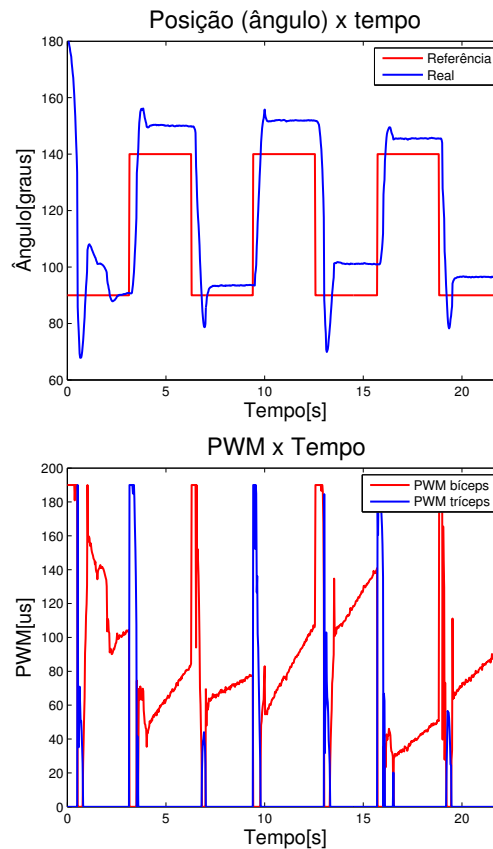 Posição (ângulo) x tempo
180
160
140
120
100
80
60
Ângulo[graus]
Referência
Real
0
5
10
15
20
Tempo[s]
PWM x Tempo
200
180
160
140
120
100
80
60
40
20
0
PWM[us]
PWM bíceps
PWM tríceps
0
5
10
15
20
Tempo[s]